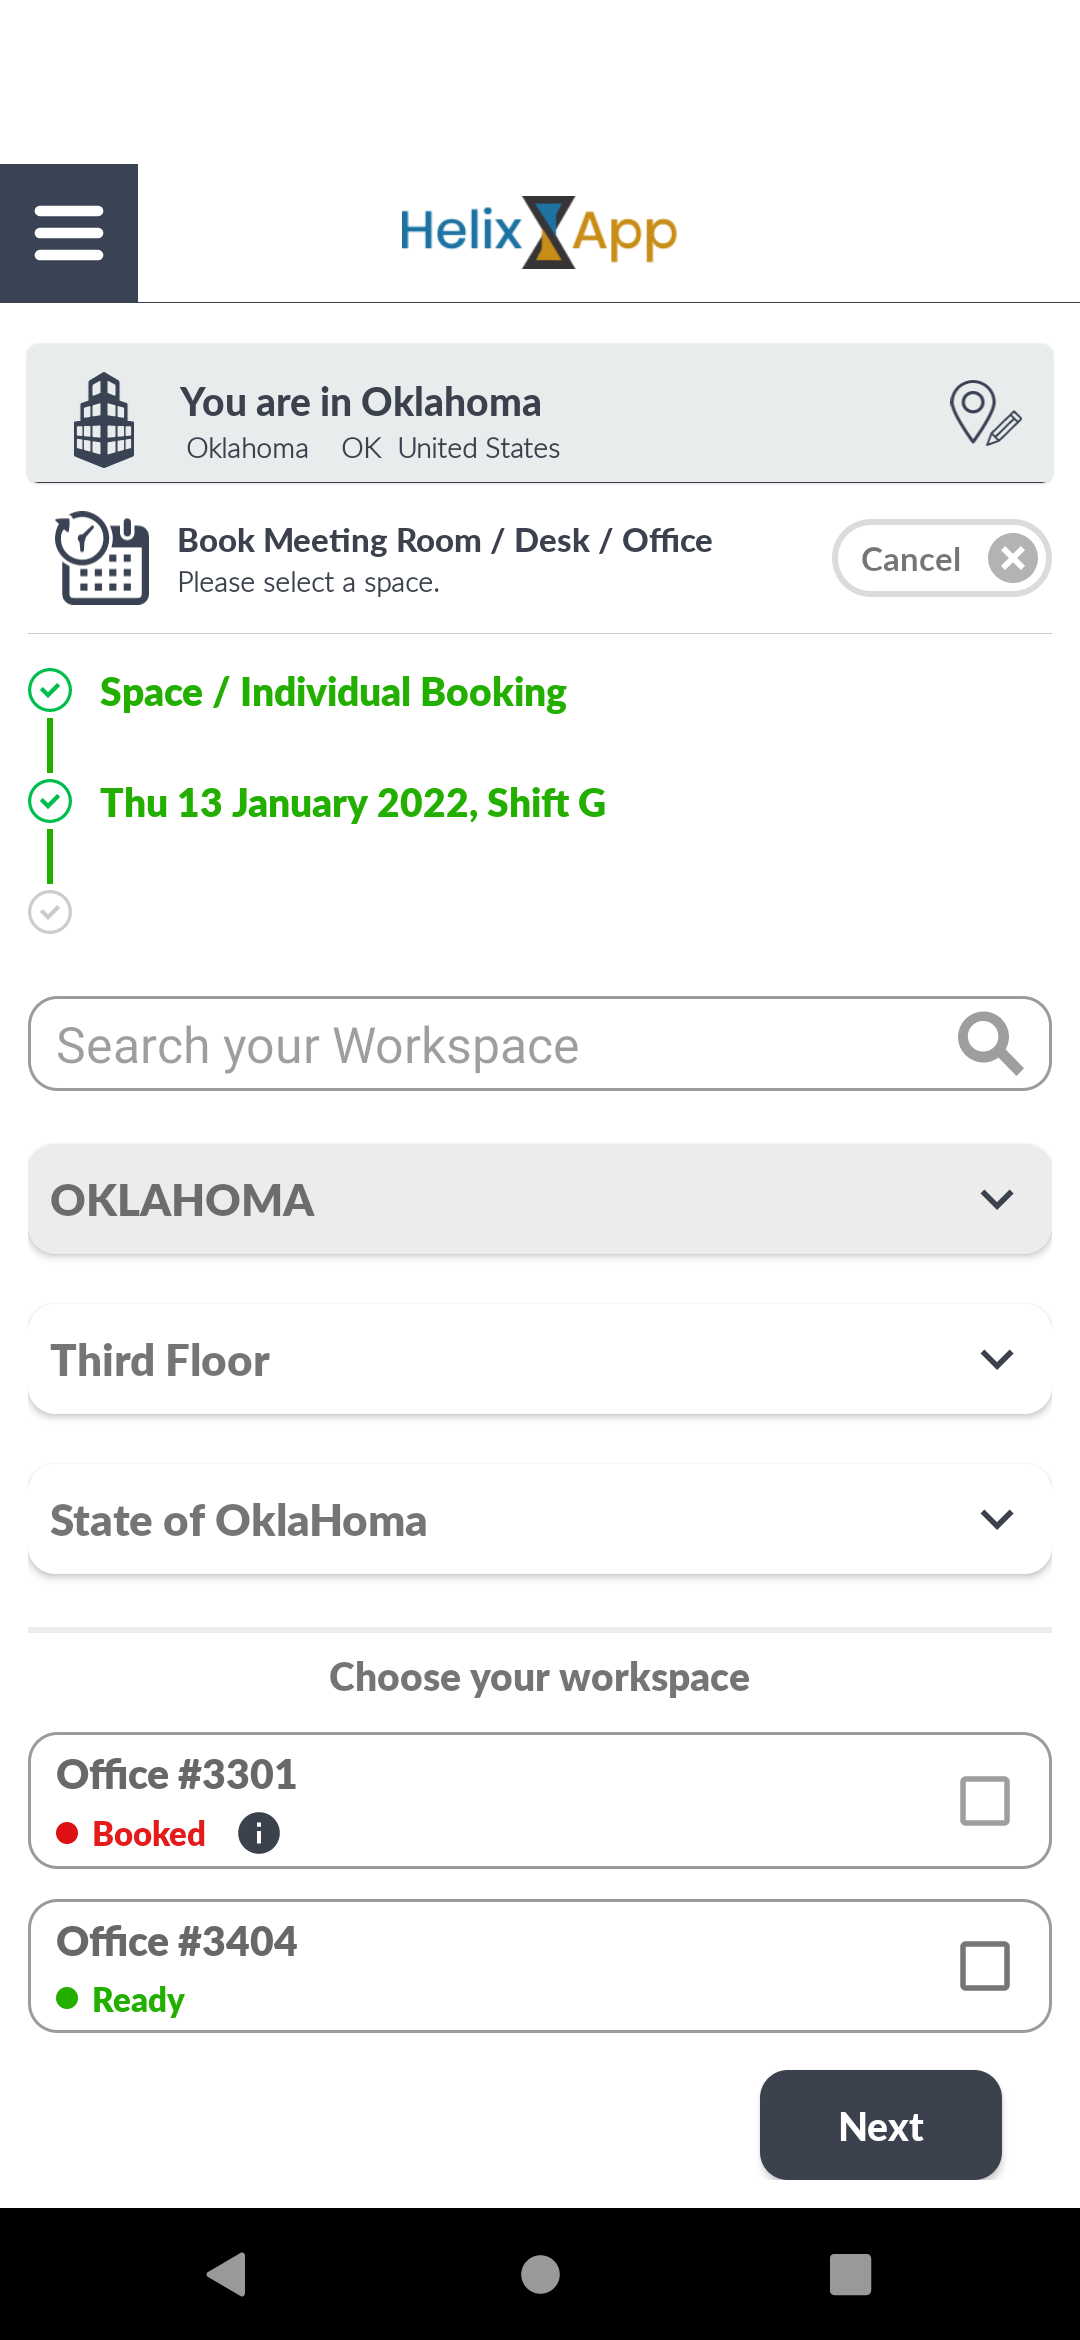 Helix App
You are in Oklahoma
Oklahoma OK United States
Book Meeting Room / Desk / Office
Please select a space.
Cancel
Space / Individual Booking
Thu 13 January 2022, Shift G
Search your Workspace
OKLAHOMA
Third Floor
State of OklaHoma
Choose your workspace
Office #3301
Booked
Office #3404
Ready
Next